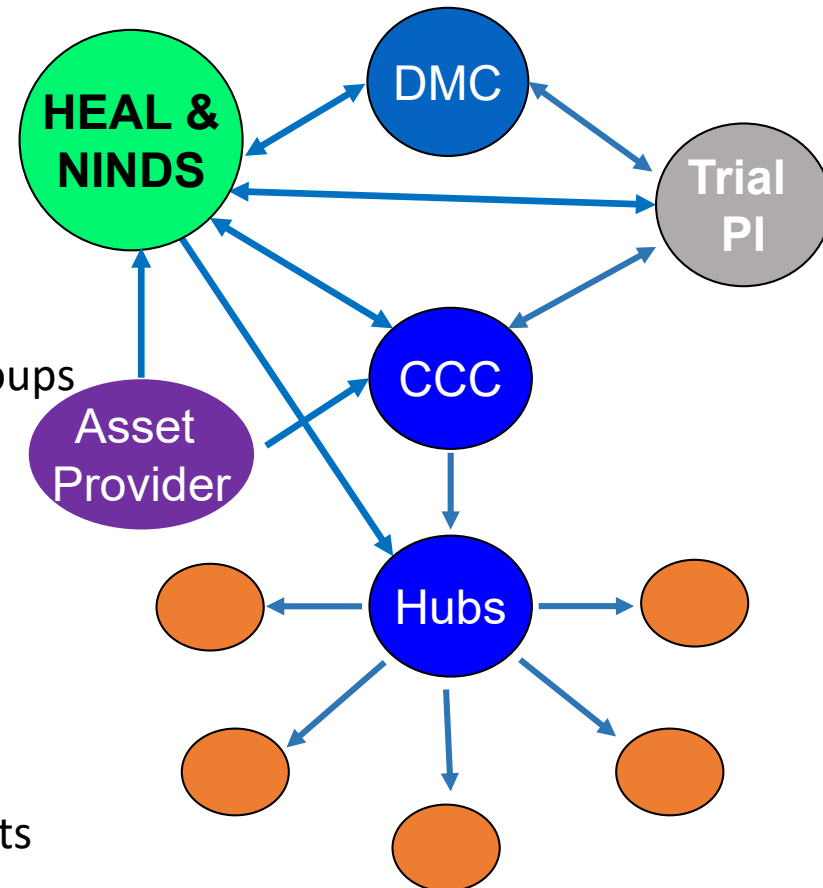 HEAL &
NINDS
DMC
Trial
PI
CCC
Asset
Provider
Hubs